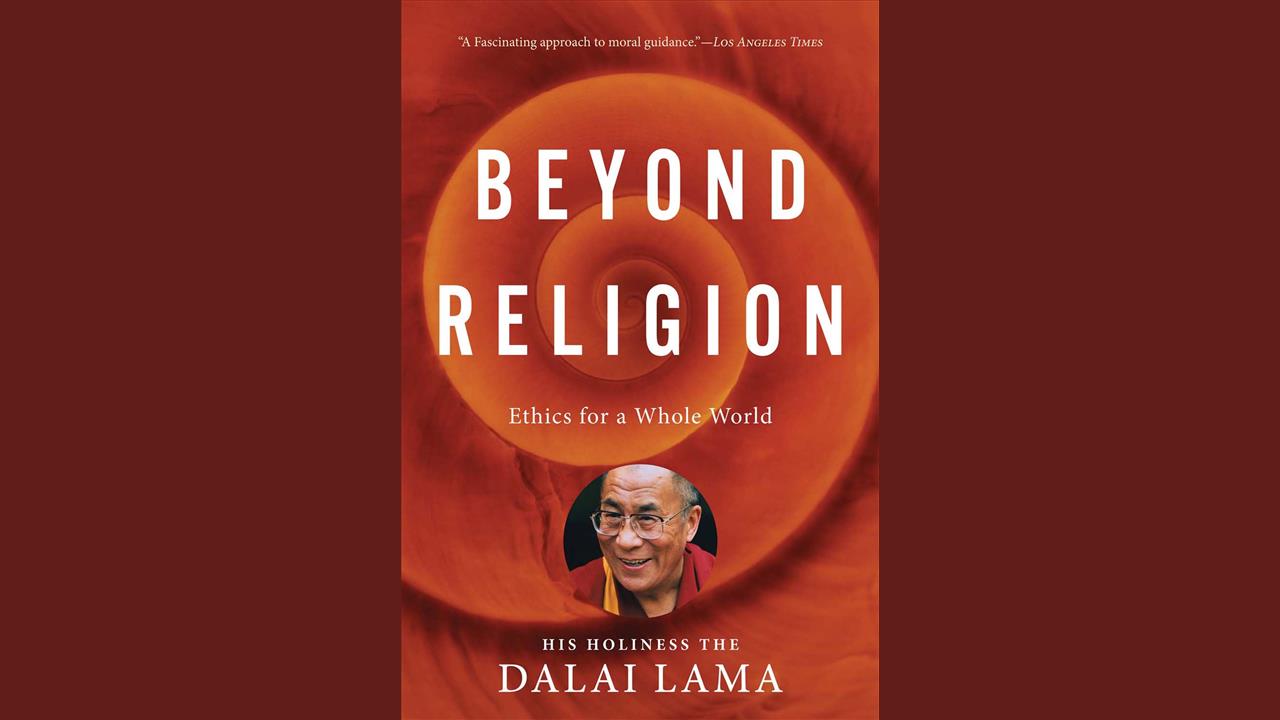 “A Fascinating approach to moral guidance.”—Los Angeles Times
BEYOND
RELIGION
Ethics for a Whole World
HIS HOLINESS THE
DALAI LAMA